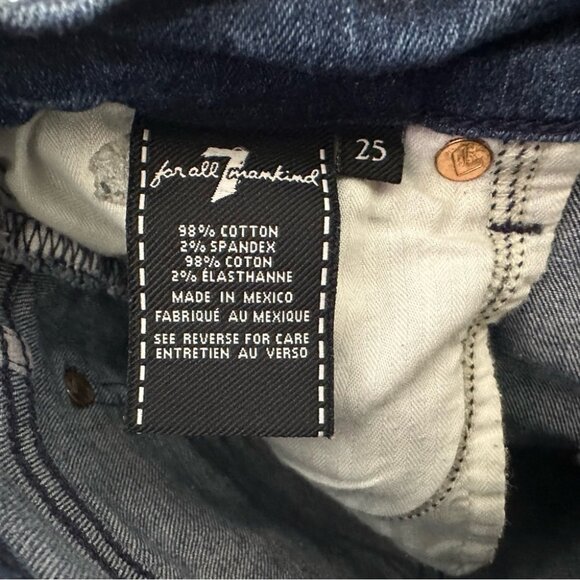 for all 7 mankind
25
98% COTTON
2% SPANDEX
98% COTON
2% ÉLASTHANNE
MADE IN MEXICO
FABRIQUÉ AU MEXIQUE
SEE REVERSE FOR CARE
ENTRETIEN AU VERSO